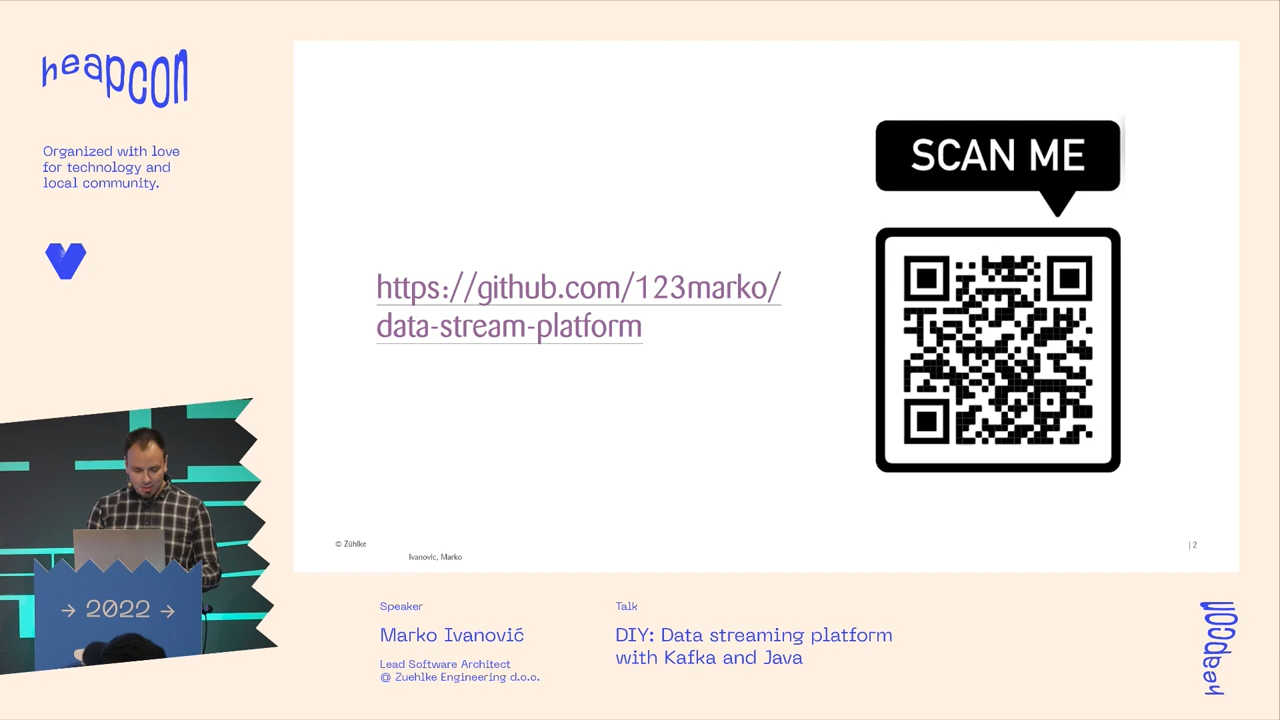 heapcon
Organized with love
for technology and
local community.
SCAN ME
https://github.com/123marko/
data-stream-platform
© Zühlke
Ivanovic, Marko
| 2
→ 2022 →
Speaker
Marko Ivanović
Lead Software Architect
@ Zuehlke Engineering d.o.o.
Talk
DIY: Data streaming platform
with Kafka and Java
heapcon